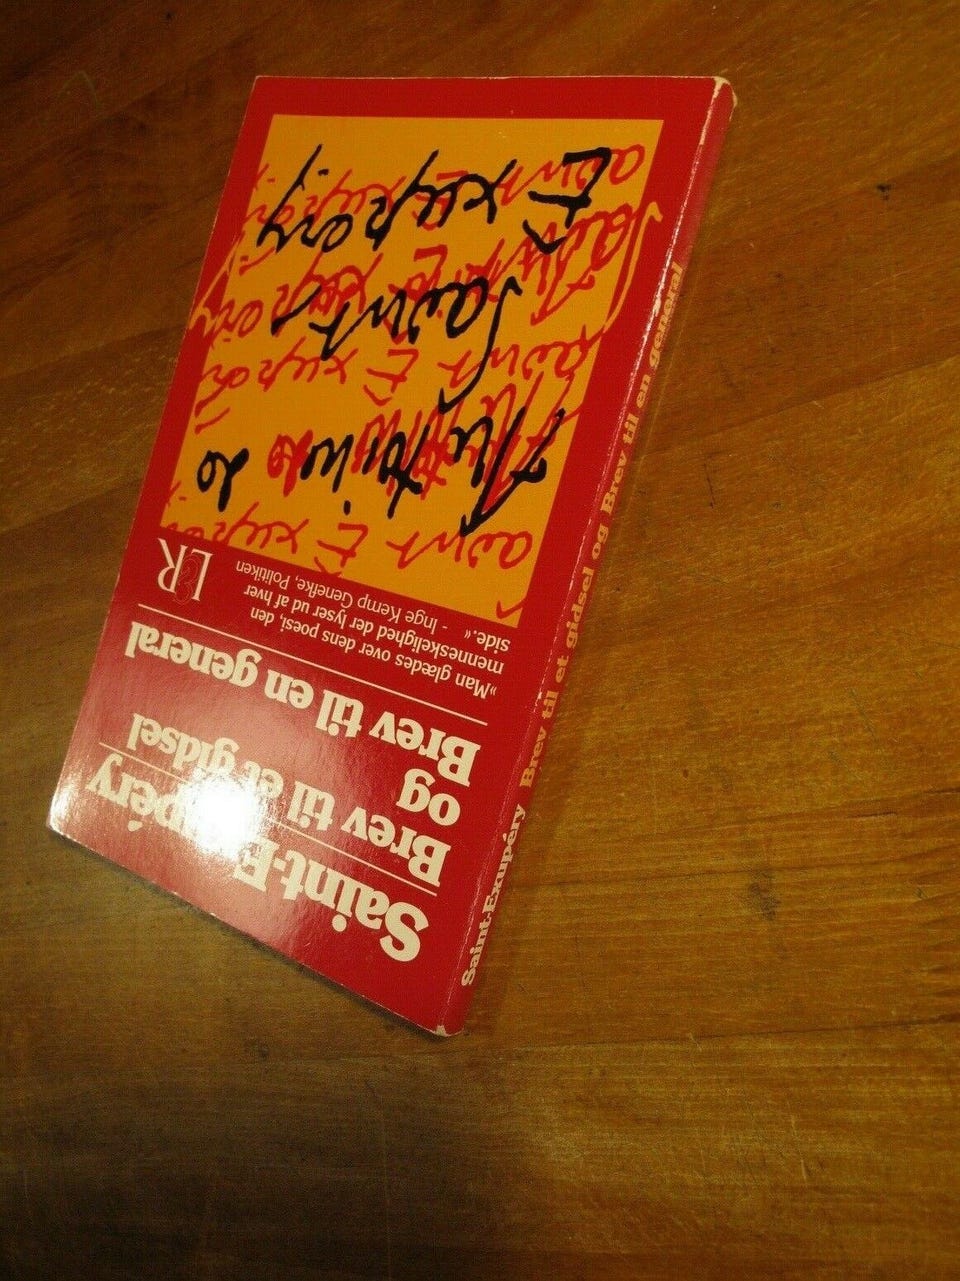 Saint-Exupéry
Brev til et gidsel
og
Brev til en general
»Man glædes over dens poesi, den
menneskelighed der lyser ud af hver
side.« - Inge Kemp Genefke, Politiken
L&R
Antoine de
Saint
Exupéry
Saint-Exupéry Brev til et gidsel og Brev til en general